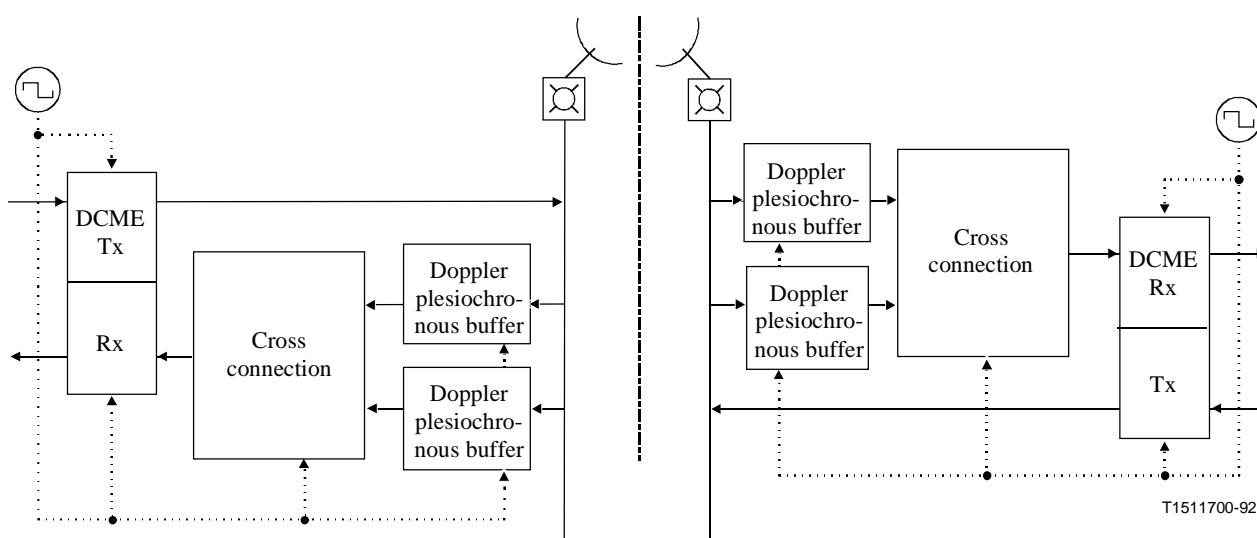 DCME
Tx
Rx
Cross
connection
Doppler
plesiochro-
nous buffer
Doppler
plesiochro-
nous buffer
Doppler
plesiochro-
nous buffer
Doppler
plesiochro-
nous buffer
Cross
connection
DCME
Rx
Tx
T1511700-92